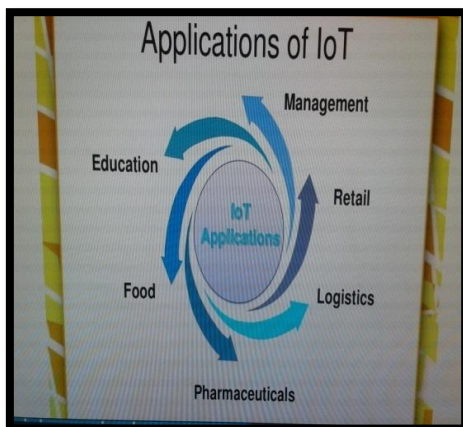 Applications of IoT
Management
Education
Retail
IoT
Applications
Food
Logistics
Pharmaceuticals